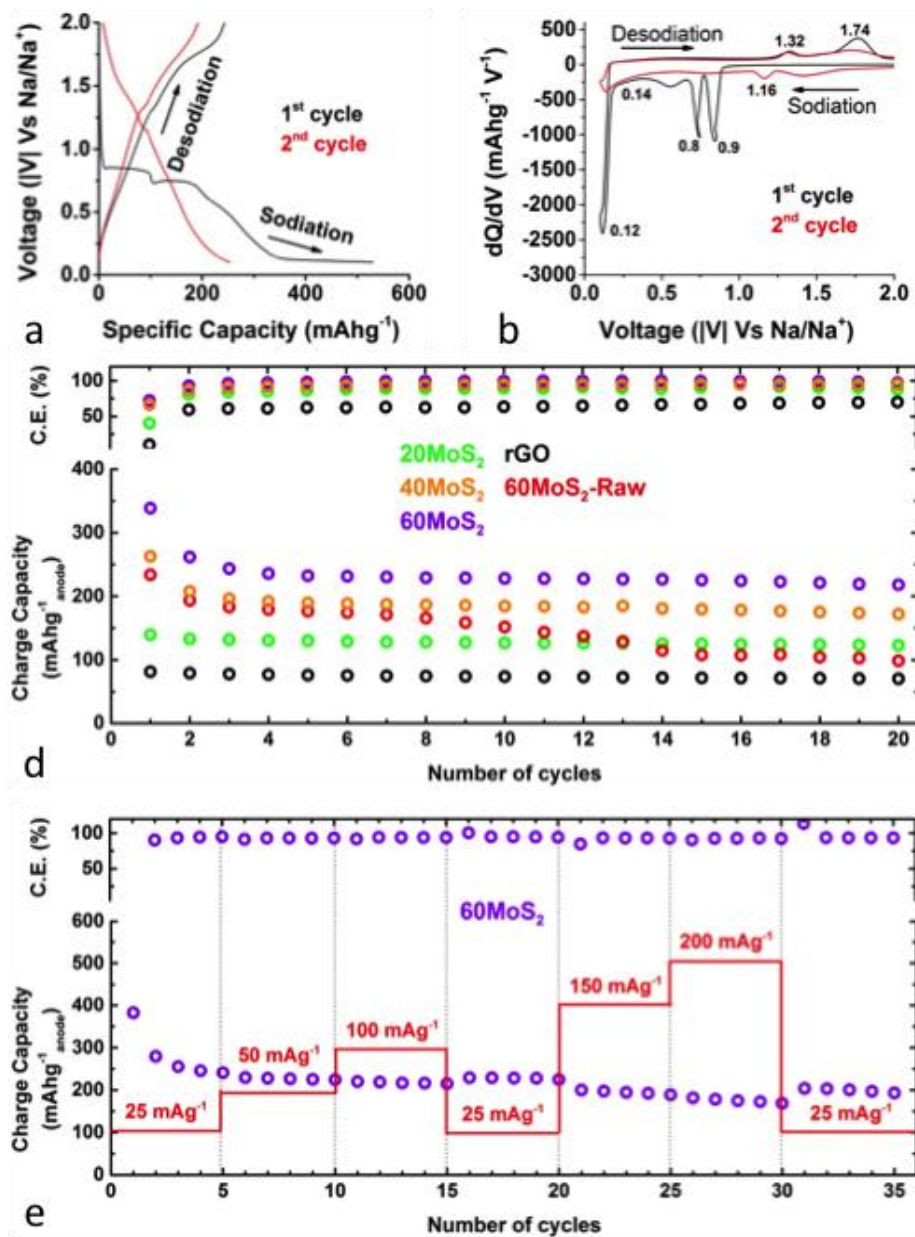 a
Voltage (|V| Vs Na/Na⁺)
2.0
1.5
1.0
0.5
0.0
0 200 400 600
Specific Capacity (mAhg⁻¹)
Desodiation
1ˢᵗ cycle
2ⁿᵈ cycle
Sodiation
b
dQ/dV (mAhg⁻¹ V⁻¹)
500
0
-500
-1000
-1500
-2000
-2500
-3000
0.0 0.5 1.0 1.5 2.0
Voltage (|V| Vs Na/Na⁺)
Desodiation
1.32
1.74
0.14
1.16
Sodiation
0.8
0.9
0.12
1ˢᵗ cycle
2ⁿᵈ cycle
d
C.E. (%)
100
50
20MoS₂ rGO
40MoS₂ 60MoS₂-Raw
60MoS₂
Charge Capacity
(mAhg⁻¹anode)
400
300
200
100
0
0 2 4 6 8 10 12 14 16 18 20
Number of cycles
e
C.E. (%)
100
50
60MoS₂
Charge Capacity
(mAhg⁻¹anode)
600
500
400
300
200
100
0
25 mAg⁻¹
50 mAg⁻¹
100 mAg⁻¹
25 mAg⁻¹
150 mAg⁻¹
200 mAg⁻¹
25 mAg⁻¹
0 5 10 15 20 25 30 35
Number of cycles